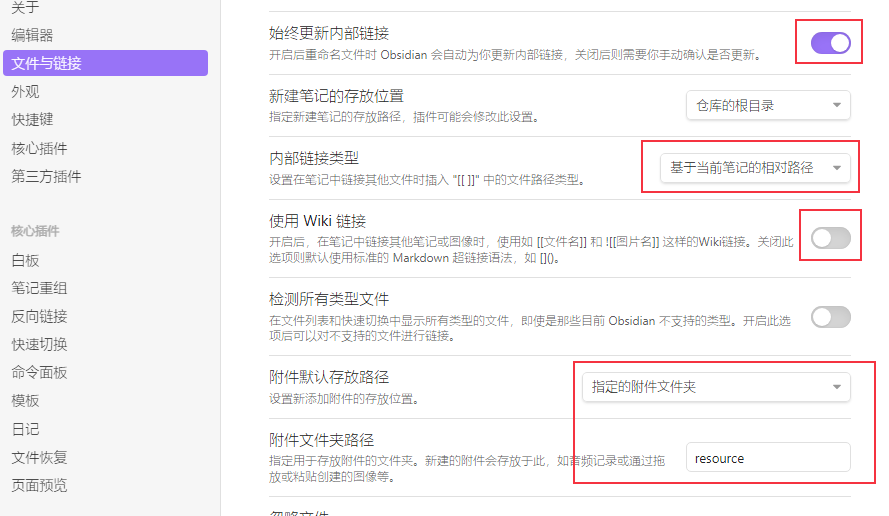 关于
编辑器
文件与链接
外观
快捷键
核心插件
第三方插件
核心插件
白板
笔记重组
反向链接
快速切换
命令面板
模板
日记
文件恢复
页面预览
始终更新内部链接
开启后重命名文件时 Obsidian 会自动为你更新内部链接，关闭后则需要你手动确认是否更新。
新建笔记的存放位置
指定新建笔记的存放路径，插件可能会修改此设置。
仓库的根目录
内部链接类型
设置在笔记中链接其他文件时插入 "[[ ]]" 中的文件路径类型。
基于当前笔记的相对路径
使用 Wiki 链接
开启后，在笔记中链接其他笔记或图像时，使用如 [[文件名]] 和 ![[图片名]] 这样的Wiki链接。关闭此
选项则默认使用标准的 Markdown 超链接语法，如 []()。
检测所有类型文件
在文件列表和快速切换中显示所有类型的文件，即使是那些目前 Obsidian 不支持的类型。开启此选
项后可以对不支持的文件进行链接。
附件默认存放路径
设置新添加附件的存放位置。
指定的附件文件夹
附件文件夹路径
指定用于存放附件的文件夹。新建的附件会存放于此，如音频记录或通过拖
放或粘贴创建的图像等。
resource
忽略文件